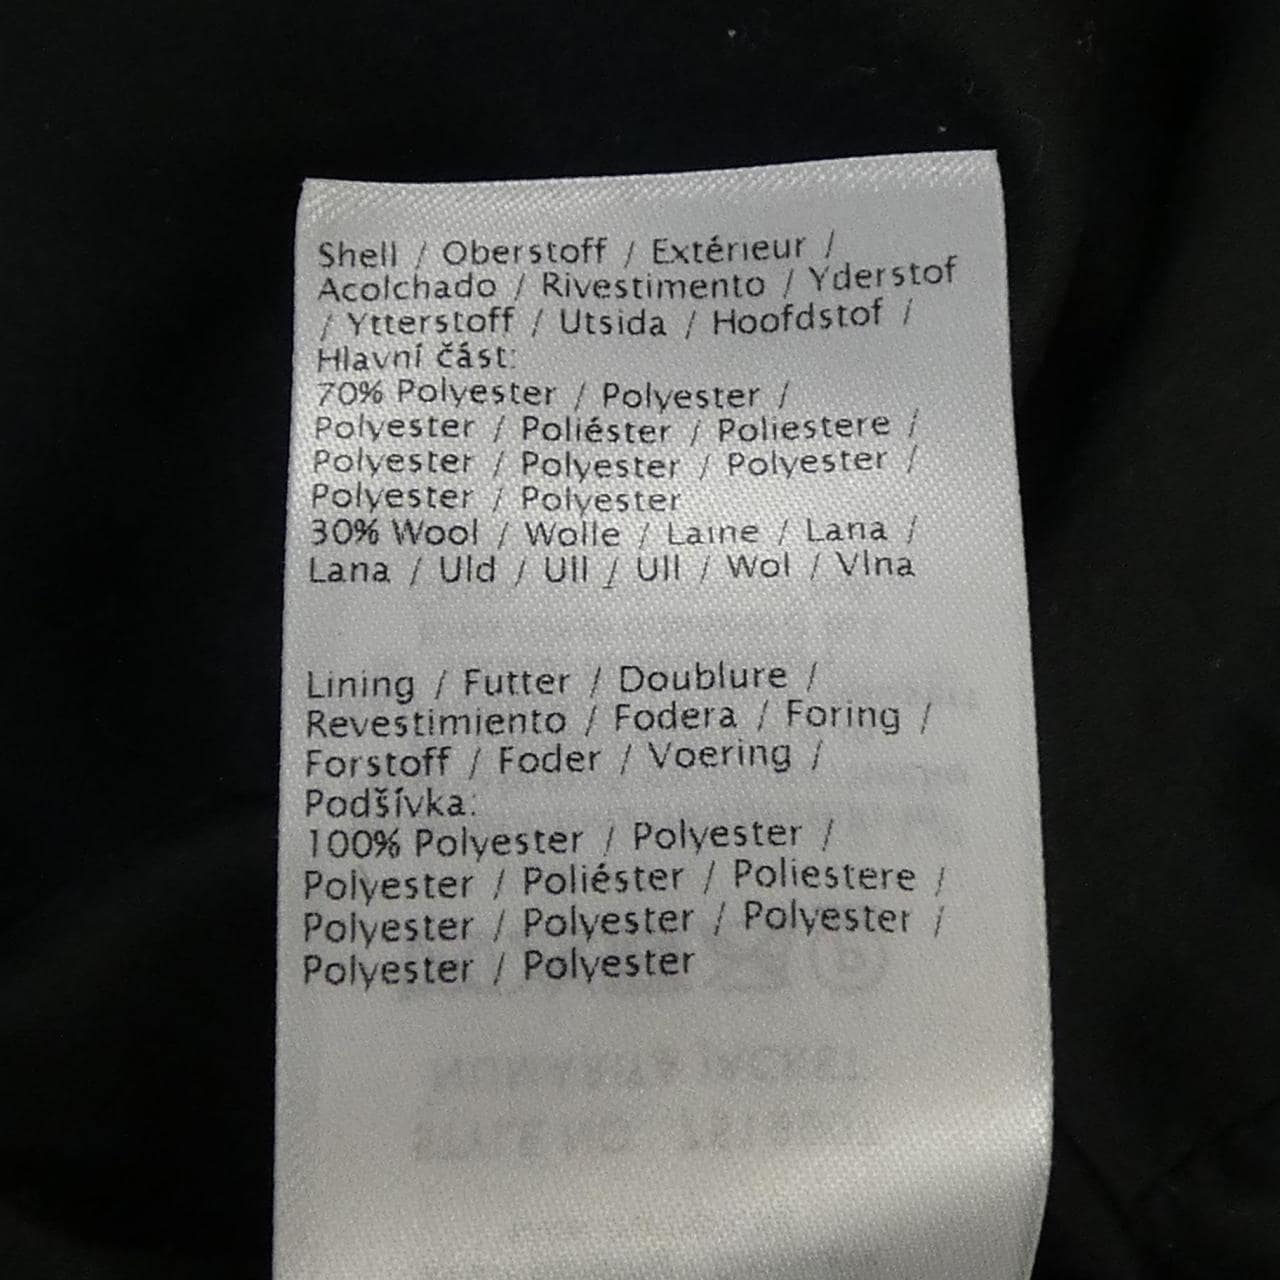 Shell / Oberstoff / Extérieur /
Acolchado / Rivestimento / Yderstof
/ Ytterstoff / Utsida / Hoofdstof /
Hlavní část:
70% Polyester / Polyester /
Polyester / Poliéster / Poliestere /
Polyester / Polyester / Polyester /
Polyester / Polyester
30% Wool / Wolle / Laine / Lana /
Lana / Uld / Ull / Ull / Wol / Vlna
Lining / Futter / Doublure /
Revestimiento / Fodera / Foring /
Forstoff / Foder / Voering /
Podšívka:
100% Polyester / Polyester /
Polyester / Poliéster / Poliestere /
Polyester / Polyester / Polyester /
Polyester / Polyester